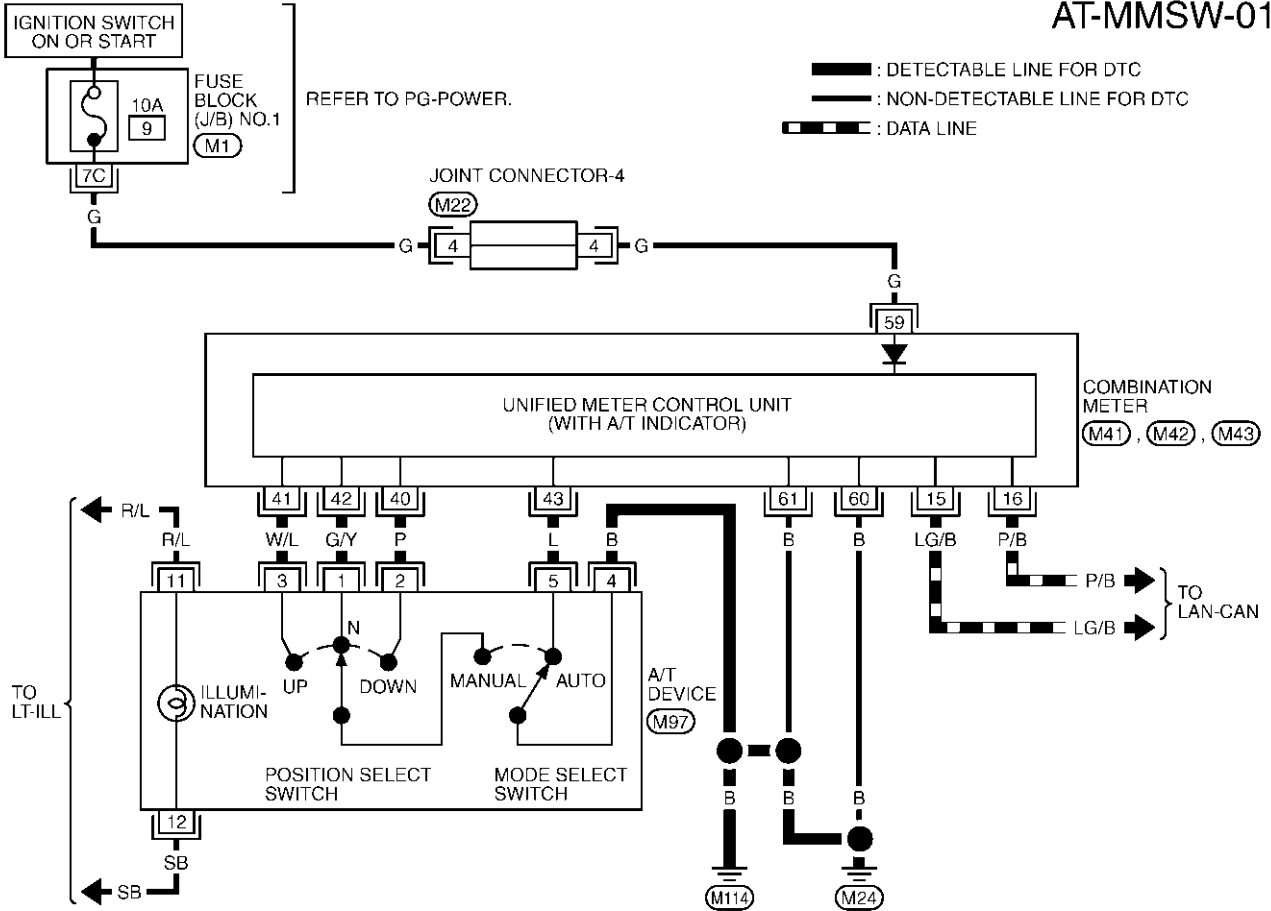 AT-MMSW-01
IGNITION SWITCH
ON OR START
FUSE
BLOCK
(J/B) NO.1
M1
10A
9
7C
REFER TO PG-POWER.
: DETECTABLE LINE FOR DTC
: NON-DETECTABLE LINE FOR DTC
: DATA LINE
G
JOINT CONNECTOR-4
M22
G 4 4 G
G
59
UNIFIED METER CONTROL UNIT
(WITH A/T INDICATOR)
COMBINATION
METER
M41 , M42 , M43
41 42 40 43 61 60 15 16
R/L
R/L W/L G/Y P L B B B LG/B P/B
11 3 1 2 5 4
P/B
LG/B
TO
LAN-CAN
N
UP DOWN
MANUAL AUTO
A/T
DEVICE
M97
TO
LT-ILL
ILLUMI-
NATION
POSITION SELECT
SWITCH
MODE SELECT
SWITCH
B B B
12
SB
SB
M114 M24